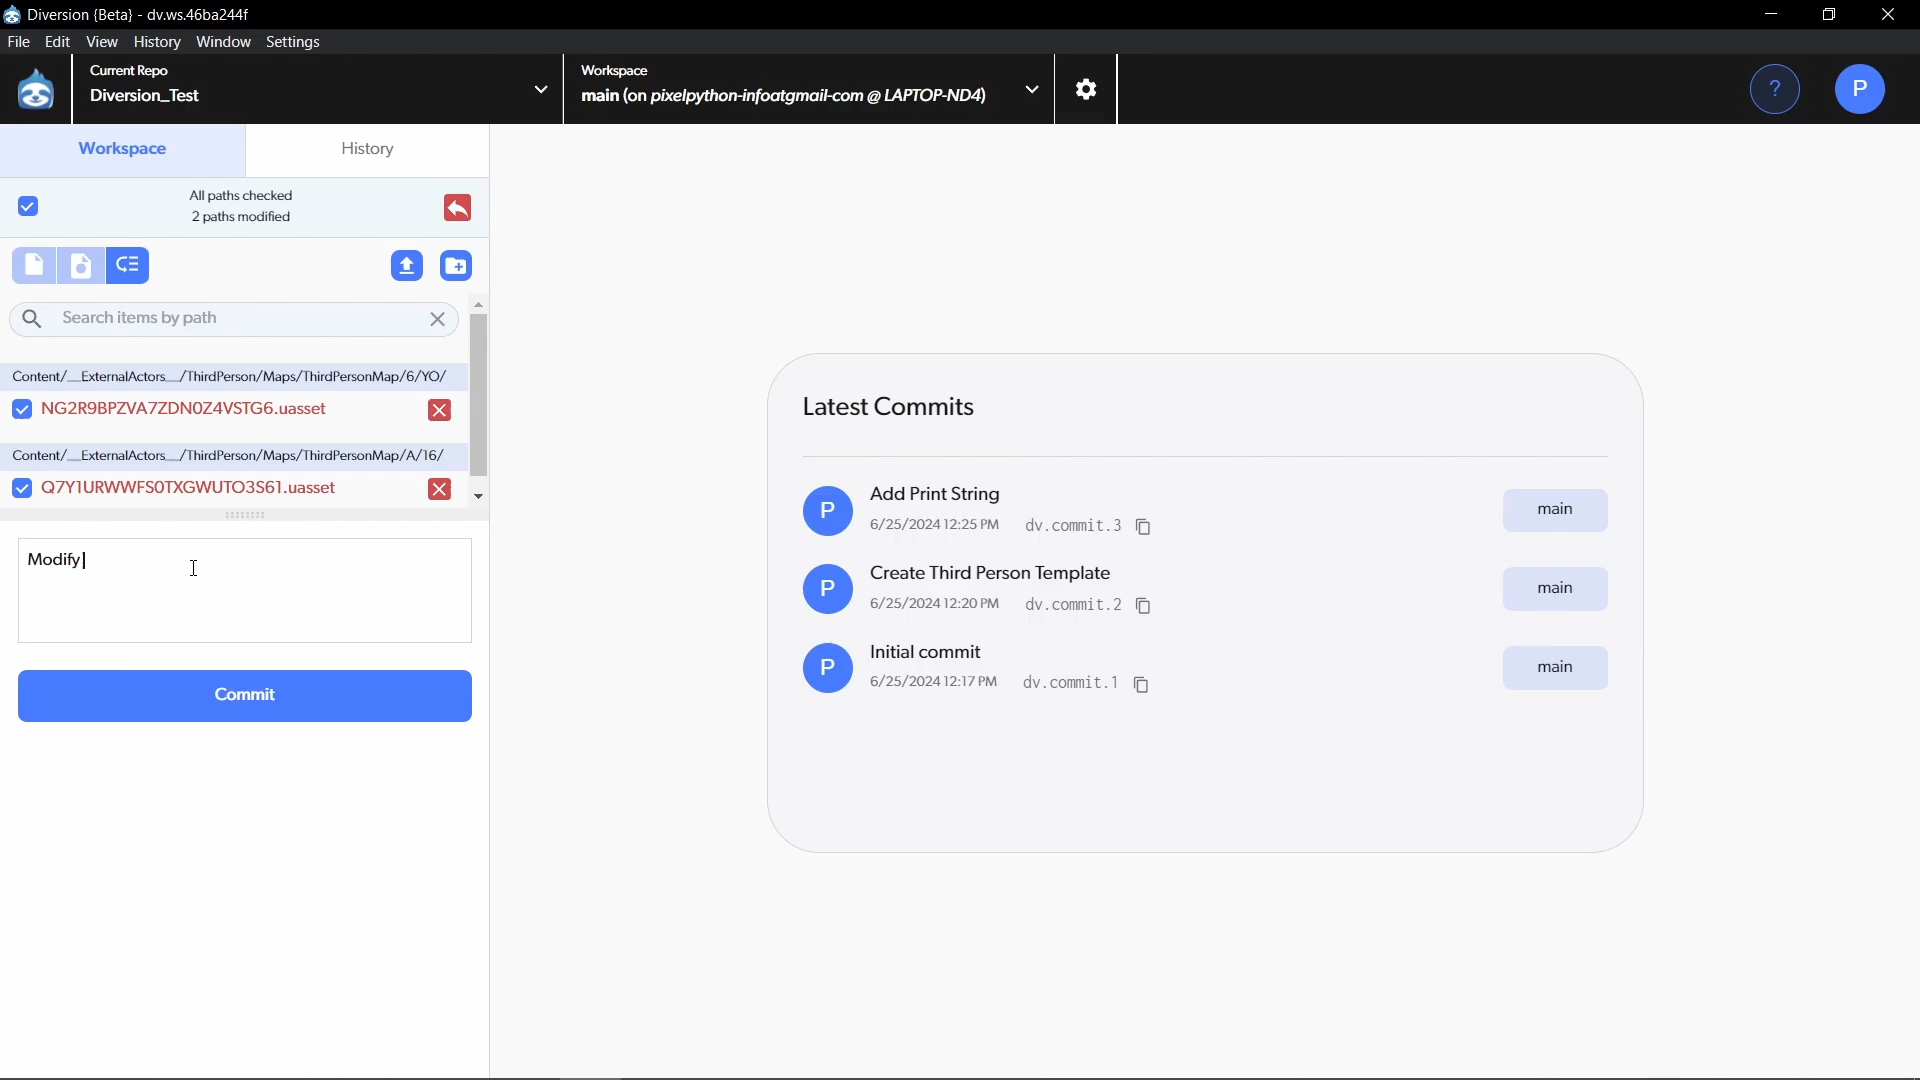 Diversion {Beta} - dv.ws.46ba244f
File Edit View History Window Settings
Current Repo
Diversion_Test
Workspace
main (on pixelpython-infoatgmail-com @ LAPTOP-ND4)
?
P
Workspace
History
All paths checked
2 paths modified
Search items by path
Content/__ExternalActors__/ThirdPerson/Maps/ThirdPersonMap/6/YO/
NG2R9BPZVA7ZDN0Z4VSTG6.uasset
Content/__ExternalActors__/ThirdPerson/Maps/ThirdPersonMap/A/16/
Q7Y1URWWFS0TXGWUTO3S61.uasset
Modify
Commit
Latest Commits
P
Add Print String
6/25/2024 12:25 PM dv.commit.3
main
P
Create Third Person Template
6/25/2024 12:20 PM dv.commit.2
main
P
Initial commit
6/25/2024 12:17 PM dv.commit.1
main